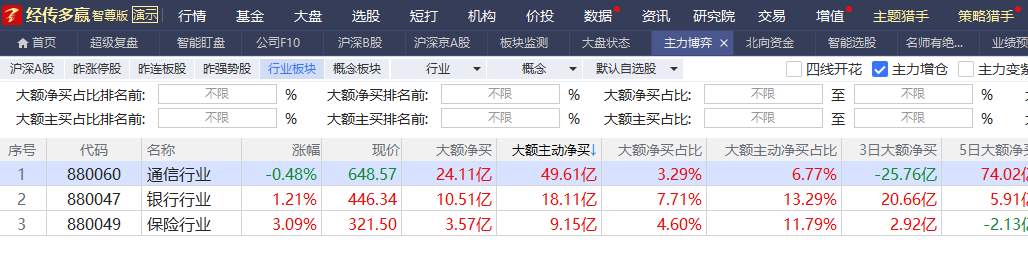 经传多赢 智尊版 演示 行情 基金 大盘 选股 短打 机构 价投 数据 资讯 研究院 交易 增值 主题猎手 策略猎手
首页 超级复盘 智能盯盘 公司F10 沪深B股 沪深京A股 板块监测 大盘状态 主力博弈 × 北向资金 智能选股 名师有绝... 业绩预
沪深A股 昨涨停股 昨连板股 昨强势股 行业板块 概念板块 行业 概念 默认自选股 四线开花 主力增仓 主力变紫
大额净买占比排名前: 不限 % 大额净买排名前: 不限 % 大额净买占比: 不限 至 不限 %
大额主买占比排名前: 不限 % 大额主买排名前: 不限 % 大额主买占比: 不限 至 不限 %
序号 代码 名称 涨幅 现价 大额净买 大额主动净买↓ 大额净买占比 大额主动净买占比 3日大额净买 5日大额净
1 880060 通信行业 -0.48% 648.57 24.11亿 49.61亿 3.29% 6.77% -25.76亿 74.02亿
2 880047 银行行业 1.21% 446.34 10.51亿 18.11亿 7.71% 13.29% 20.66亿 5.91亿
3 880049 保险行业 3.09% 321.50 3.57亿 9.15亿 4.60% 11.79% 2.92亿 -2.13亿